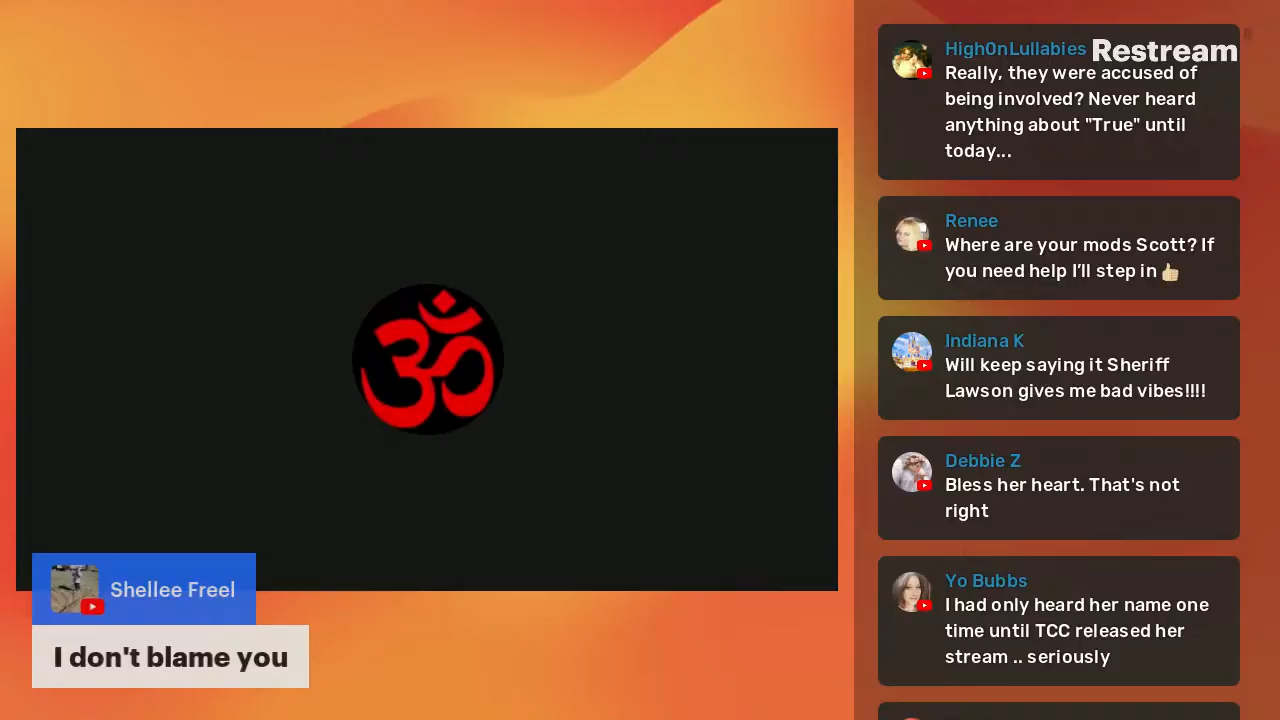 ॐ
Shellee Freel
I don't blame you
Restream
HighOnLullabies
Really, they were accused of
being involved? Never heard
anything about "True" until
today...
Renee
Where are your mods Scott? If
you need help I'll step in 👍🏼
Indiana K
Will keep saying it Sheriff
Lawson gives me bad vibes!!!!
Debbie Z
Bless her heart. That's not
right
Yo Bubbs
I had only heard her name one
time until TCC released her
stream .. seriously